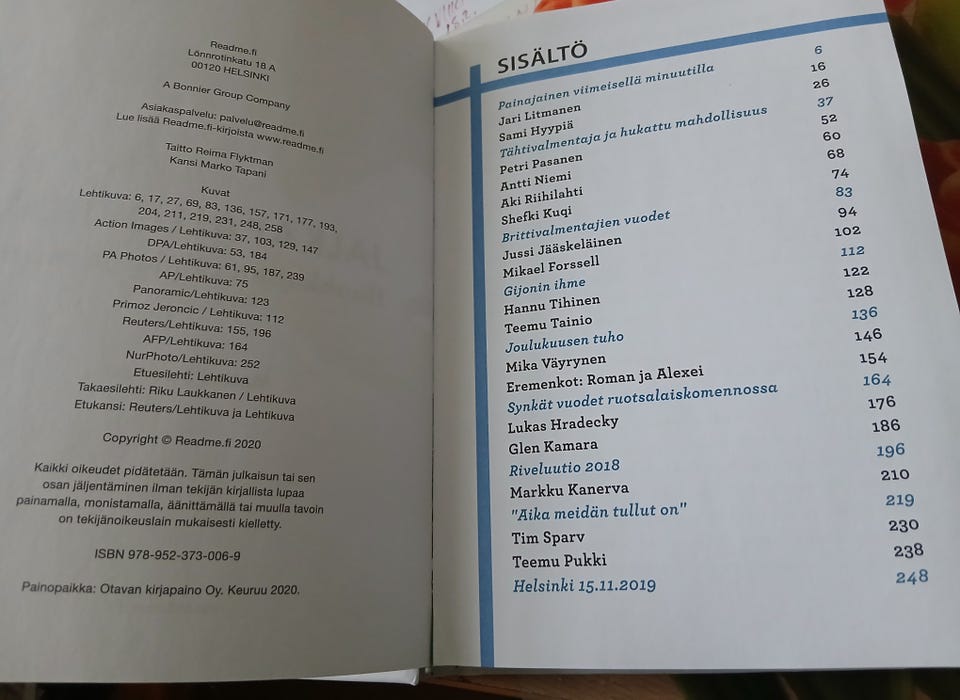 Readme.fi
Lönnrotinkatu 18 A
00120 HELSINKI
A Bonnier Group Company
Asiakaspalvelu: palvelu@readme.fi
Lue lisää Readme.fi-kirjoista www.readme.fi
Taitto Reima Flyktman
Kansi Marko Tapani
Kuvat
Lehtikuva: 6, 17, 27, 69, 83, 136, 157, 171, 177, 193,
204, 211, 219, 231, 248, 258
Action Images / Lehtikuva: 37, 103, 129, 147
DPA/Lehtikuva: 53, 184
PA Photos / Lehtikuva: 61, 95, 187, 239
AP/Lehtikuva: 75
Panoramic/Lehtikuva: 123
Primoz Jeroncic / Lehtikuva: 112
Reuters/Lehtikuva: 155, 196
AFP/Lehtikuva: 164
NurPhoto/Lehtikuva: 252
Etuesilehti: Lehtikuva
Takaesilehti: Riku Laukkanen / Lehtikuva
Etukansi: Reuters/Lehtikuva ja Lehtikuva
Copyright © Readme.fi 2020
Kaikki oikeudet pidätetään. Tämän julkaisun tai sen
osan jäljentäminen ilman tekijän kirjallista lupaa
painamalla, monistamalla, äänittämällä tai muulla tavoin
on tekijänoikeuslain mukaisesti kielletty.
ISBN 978-952-373-006-9
Painopaikka: Otavan kirjapaino Oy. Keuruu 2020.
SISÄLTÖ
Painajainen viimeisellä minuutilla 6
Jari Litmanen 16
Sami Hyypiä 26
Tähtivalmentaja ja hukattu mahdollisuus 37
Petri Pasanen 52
Antti Niemi 60
Aki Riihilahti 68
Shefki Kuqi 74
Brittivalmentajien vuodet 83
Jussi Jääskeläinen 94
Mikael Forssell 102
Gijonin ihme 112
Hannu Tihinen 122
Teemu Tainio 128
Joulukuusen tuho 136
Mika Väyrynen 146
Eremenkot: Roman ja Alexei 154
Synkät vuodet ruotsalaiskomennossa 164
Lukas Hradecky 176
Glen Kamara 186
Riveluutio 2018 196
Markku Kanerva 210
"Aika meidän tullut on" 219
Tim Sparv 230
Teemu Pukki 238
Helsinki 15.11.2019 248